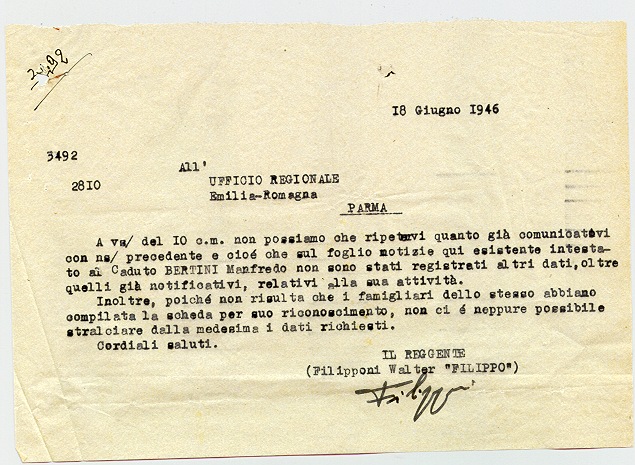 18 Giugno 1946
3492
2810
All'
UFFICIO REGIONALE
Emilia-Romagna
PARMA
A vs/ del 10 c.m. non possiamo che ripetervi quanto già comunicatovi
con ns/ precedente e cioé che sul foglio notizie qui esistente intesta-
to al Caduto BERTINI Manfredo non sono stati registrati altri dati,oltre
quelli già notificativi, relativi alla sua attività.
Inoltre, poiché non risulta che i famigliari dello stesso abbiano
compilata la scheda per suo riconoscimento, non ci é neppure possibile
stralciare dalla medesima i dati richiesti.
Cordiali saluti.
IL REGGENTE
(Filipponi Walter "FILIPPO")